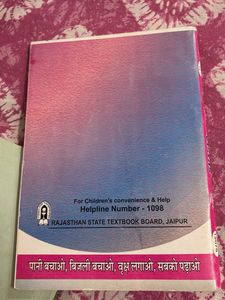 For Children's convenience & Help
Helpline Number - 1098
RAJASTHAN STATE TEXTBOOK BOARD, JAIPUR
पानी बचाओ, बिजली बचाओ, वृक्ष लगाओ, सबको पढ़ाओ